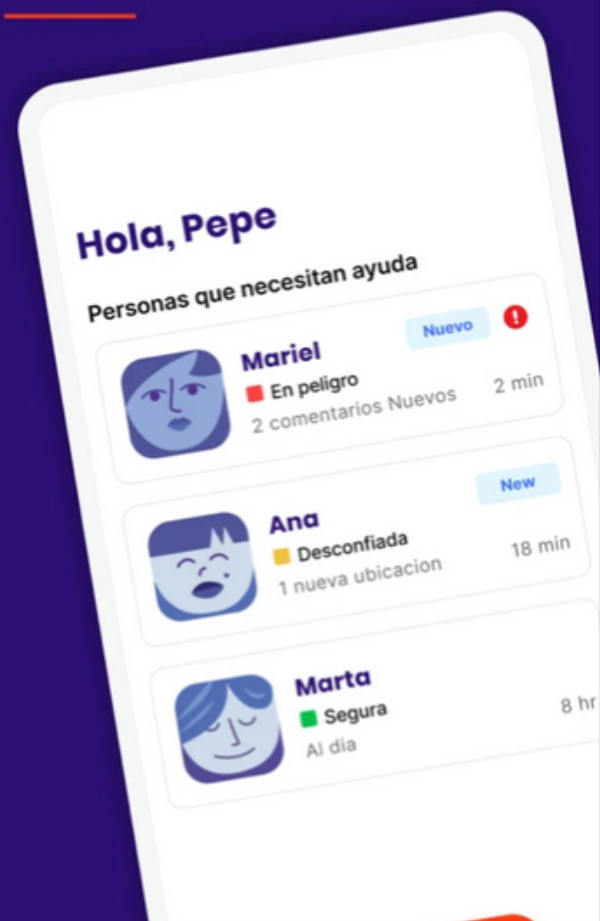 Hola, Pepe
Personas que necesitan ayuda
Mariel
Nuevo
!
En peligro
2 comentarios Nuevos
2 min
Ana
New
Desconfiada
1 nueva ubicacion
18 min
Marta
Segura
Al dia
8 hr